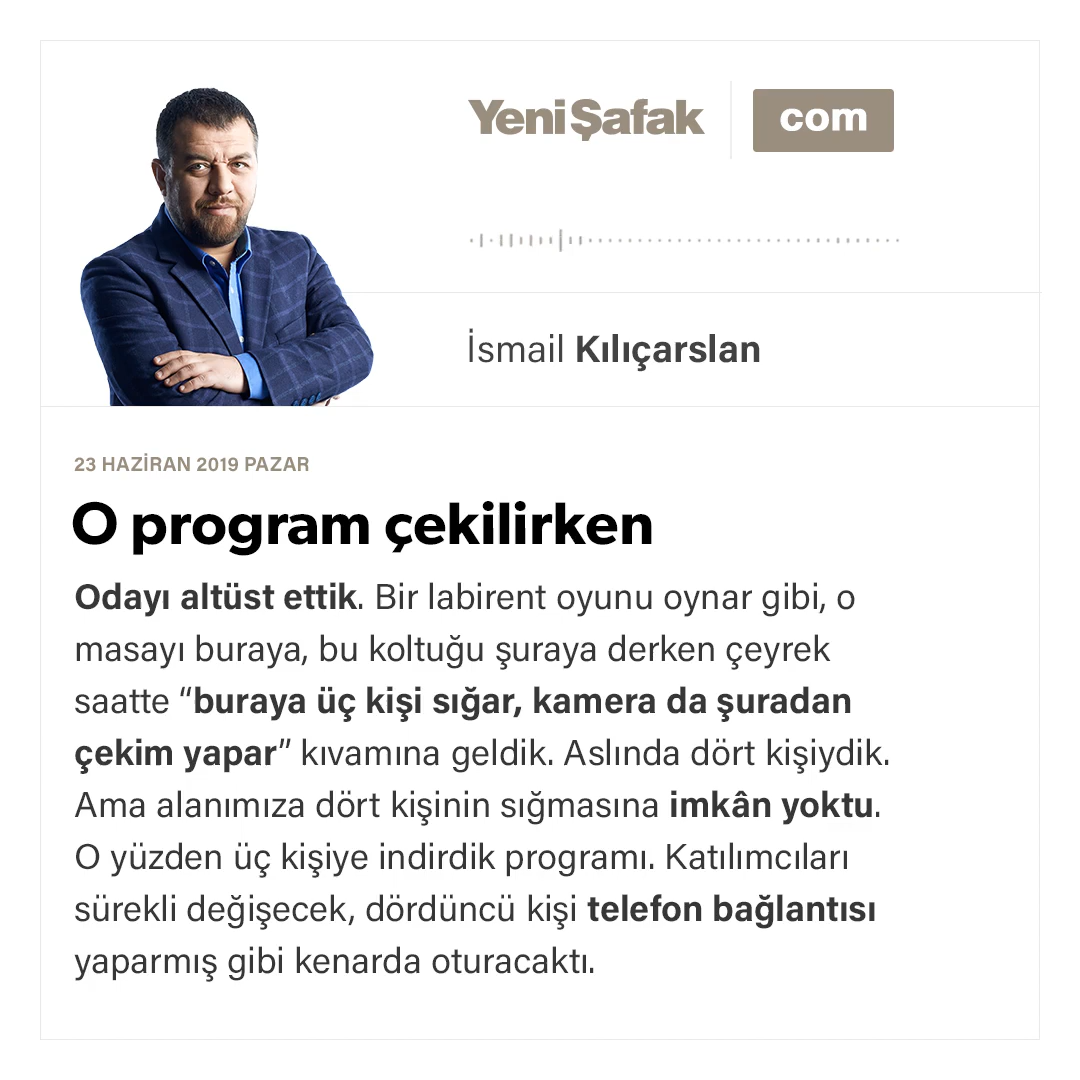 YeniŞafak com
İsmail Kılıçarslan
23 HAZİRAN 2019 PAZAR
O program çekilirken
Odayı altüst ettik. Bir labirent oyunu oynar gibi, o
masayı buraya, bu koltuğu şuraya derken çeyrek
saatte “buraya üç kişi sığar, kamera da şuradan
çekim yapar” kıvamına geldik. Aslında dört kişiydik.
Ama alanımıza dört kişinin sığmasına imkân yoktu.
O yüzden üç kişiye indirdik programı. Katılımcıları
sürekli değişecek, dördüncü kişi telefon bağlantısı
yaparmış gibi kenarda oturacaktı.